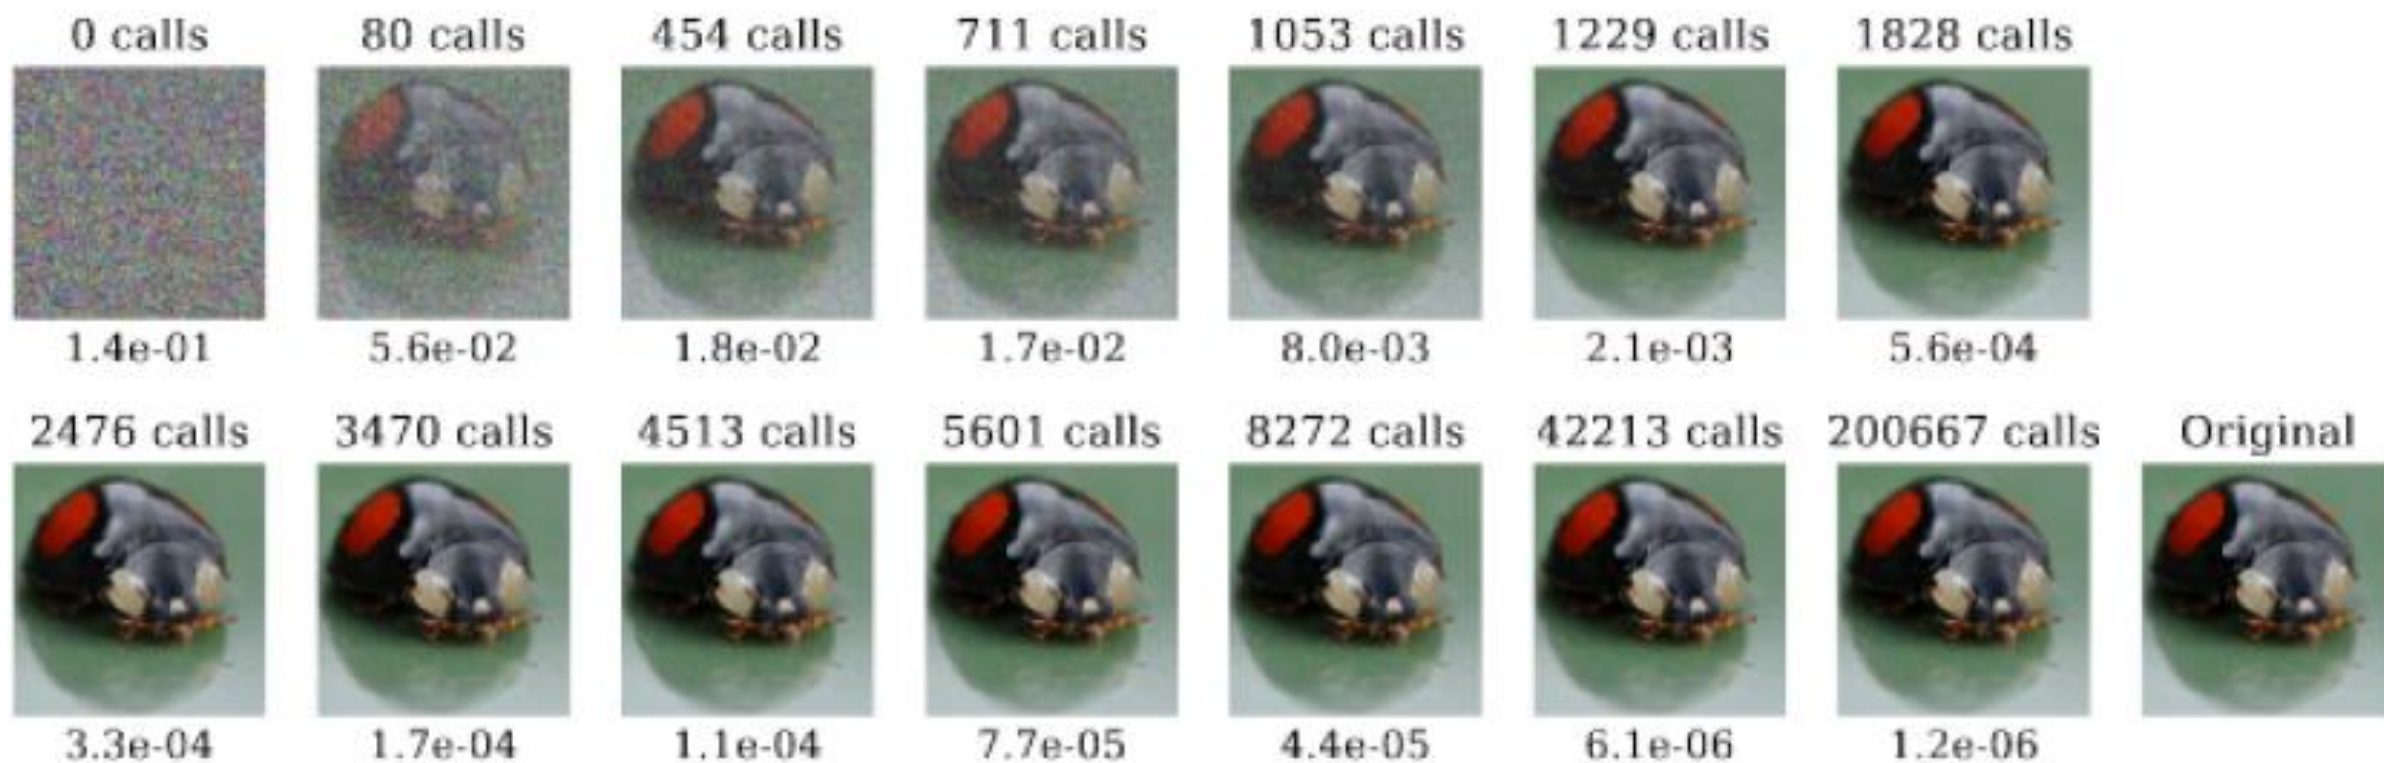 0 calls 80 calls 454 calls 711 calls 1053 calls 1229 calls 1828 calls
1.4e-01 5.6e-02 1.8e-02 1.7e-02 8.0e-03 2.1e-03 5.6e-04
2476 calls 3470 calls 4513 calls 5601 calls 8272 calls 42213 calls 200667 calls Original
3.3e-04 1.7e-04 1.1e-04 7.7e-05 4.4e-05 6.1e-06 1.2e-06